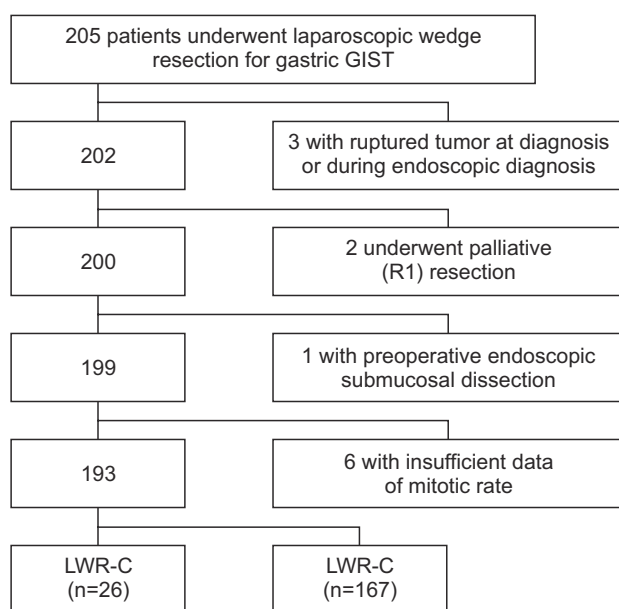 205 patients underwent laparoscopic wedge
resection for gastric GIST
202
3 with ruptured tumor at diagnosis
or during endoscopic diagnosis
200
2 underwent palliative
(R1) resection
199
1 with preoperative endoscopic
submucosal dissection
193
6 with insufficient data
of mitotic rate
LWR-C
(n=26)
LWR-C
(n=167)